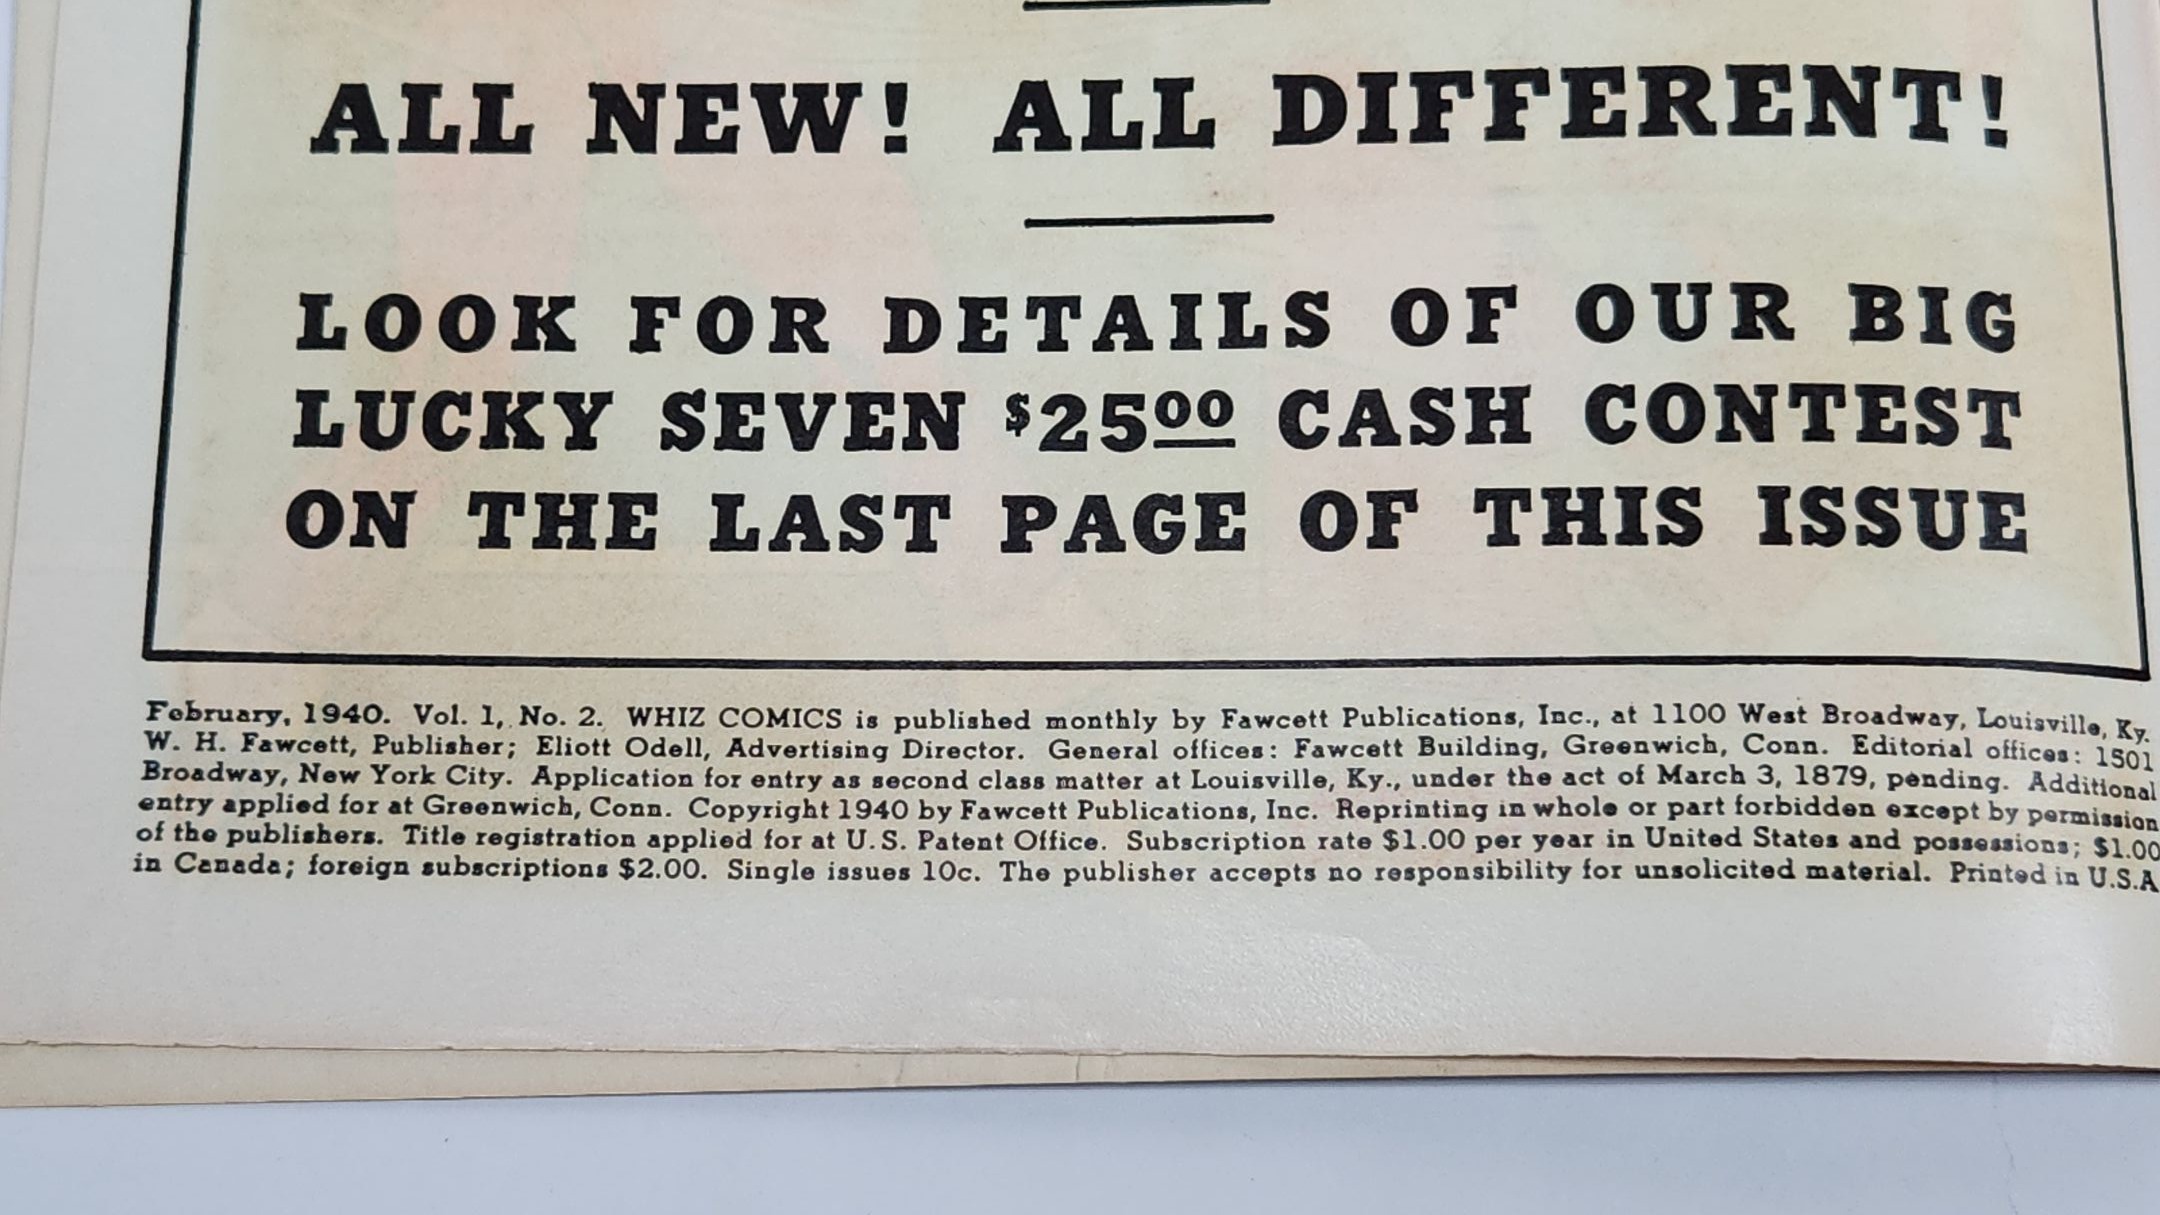 ALL NEW! ALL DIFFERENT!
LOOK FOR DETAILS OF OUR BIG
LUCKY SEVEN $2500 CASH CONTEST
ON THE LAST PAGE OF THIS ISSUE
February, 1940. Vol. 1, No. 2. WHIZ COMICS is published monthly by Fawcett Publications, Inc., at 1100 West Broadway, Louisville, Ky.
W. H. Fawcett, Publisher; Eliott Odell, Advertising Director. General offices: Fawcett Building, Greenwich, Conn. Editorial offices: 1501
Broadway, New York City. Application for entry as second class matter at Louisville, Ky., under the act of March 3, 1879, pending. Additional
entry applied for at Greenwich, Conn. Copyright 1940 by Fawcett Publications, Inc. Reprinting in whole or part forbidden except by permission
of the publishers. Title registration applied for at U.S. Patent Office. Subscription rate $1.00 per year in United States and possessions; $1.00
in Canada; foreign subscriptions $2.00. Single issues 10c. The publisher accepts no responsibility for unsolicited material. Printed in U.S.A